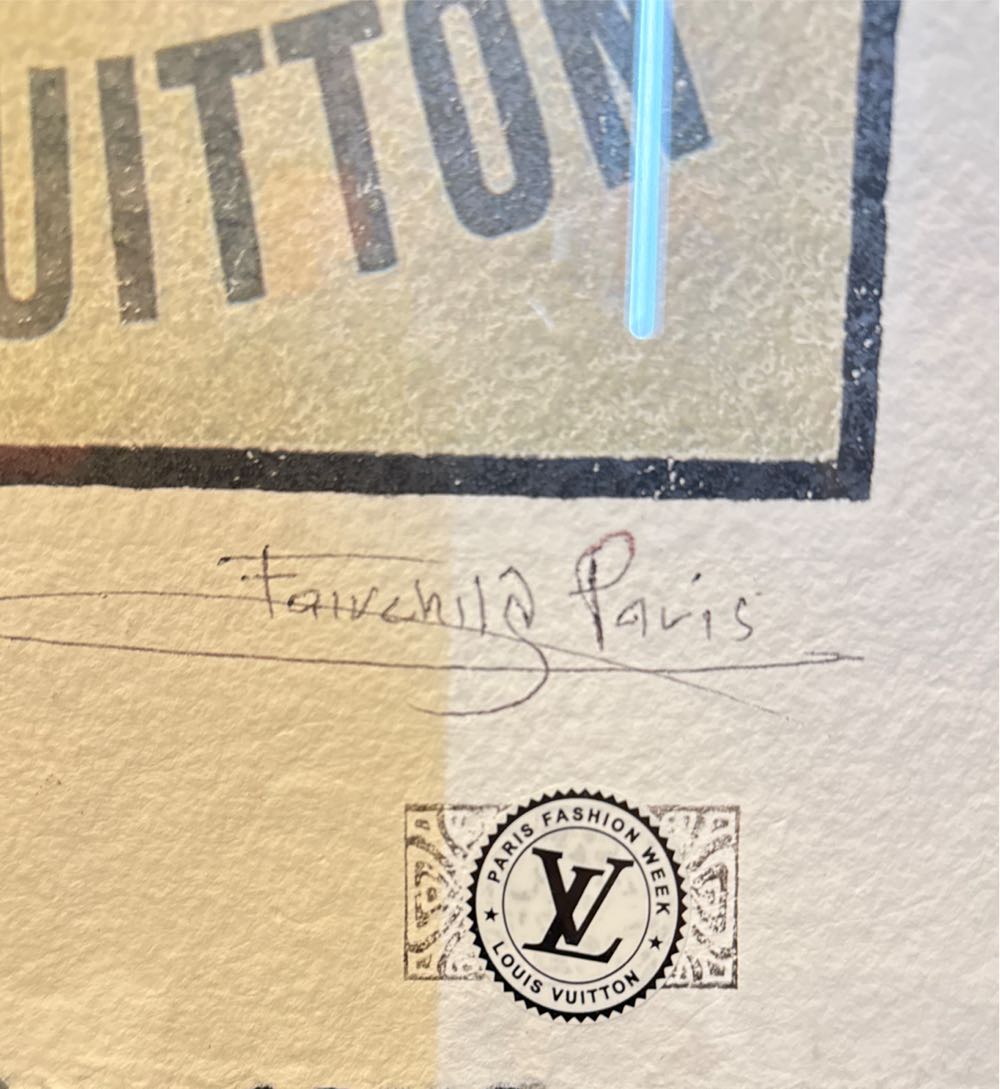 UITTON
Fairchild Paris
PARIS FASHION WEEK
LV
LOUIS VUITTON